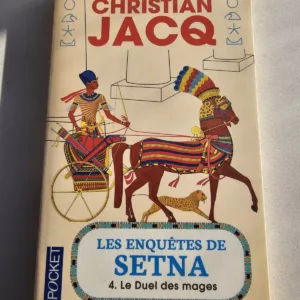 CHRISTIAN
JACQ
LES ENQUÊTES DE
SETNA
4. Le Duel des mages
POCKET